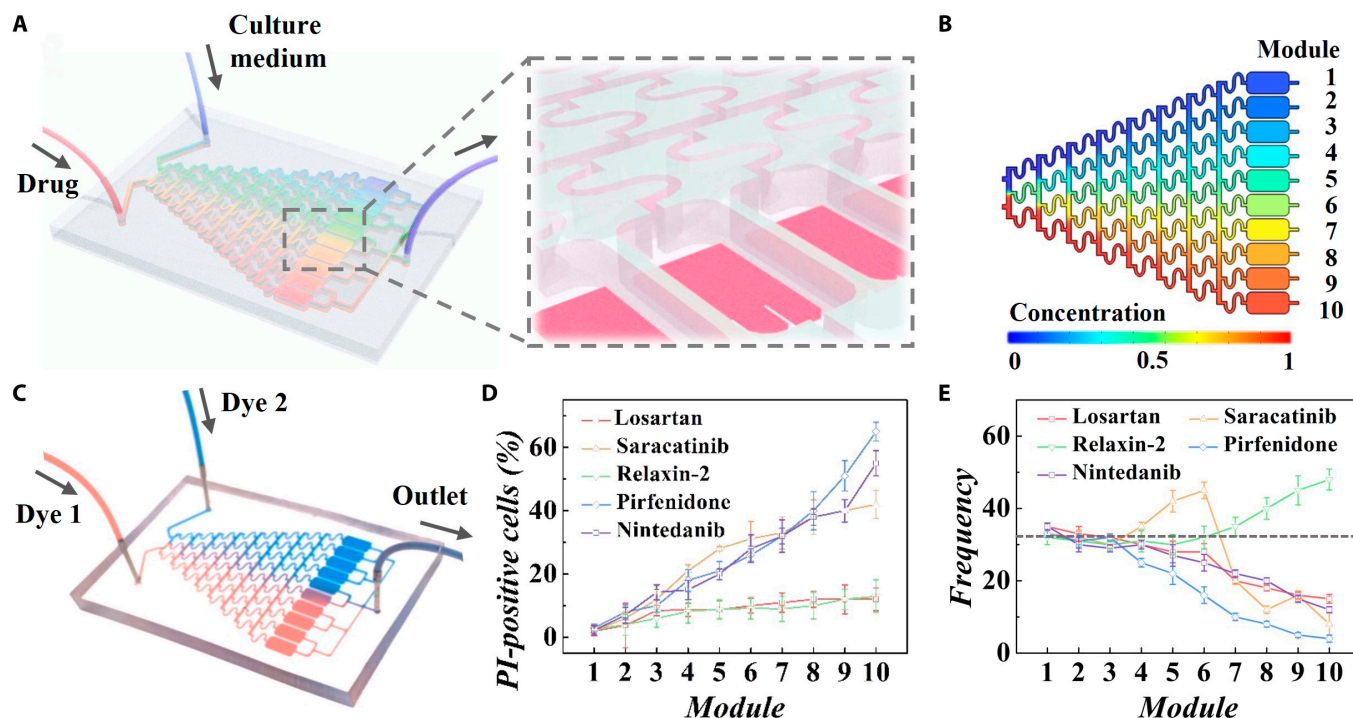 A
Culture
medium
Drug
B
Module
1
2
3
4
5
6
7
8
9
10
Concentration
0 0.5 1
C
Dye 2
Dye 1
Outlet
D
Losartan
Saracatinib
Relaxin-2
Pirfenidone
Nintedanib
PI-positive cells (%)
60
40
20
0
1 2 3 4 5 6 7 8 9 10
Module
E
Losartan Saracatinib
Relaxin-2 Pirfenidone
Nintedanib
Frequency
60
40
20
0
1 2 3 4 5 6 7 8 9 10
Module